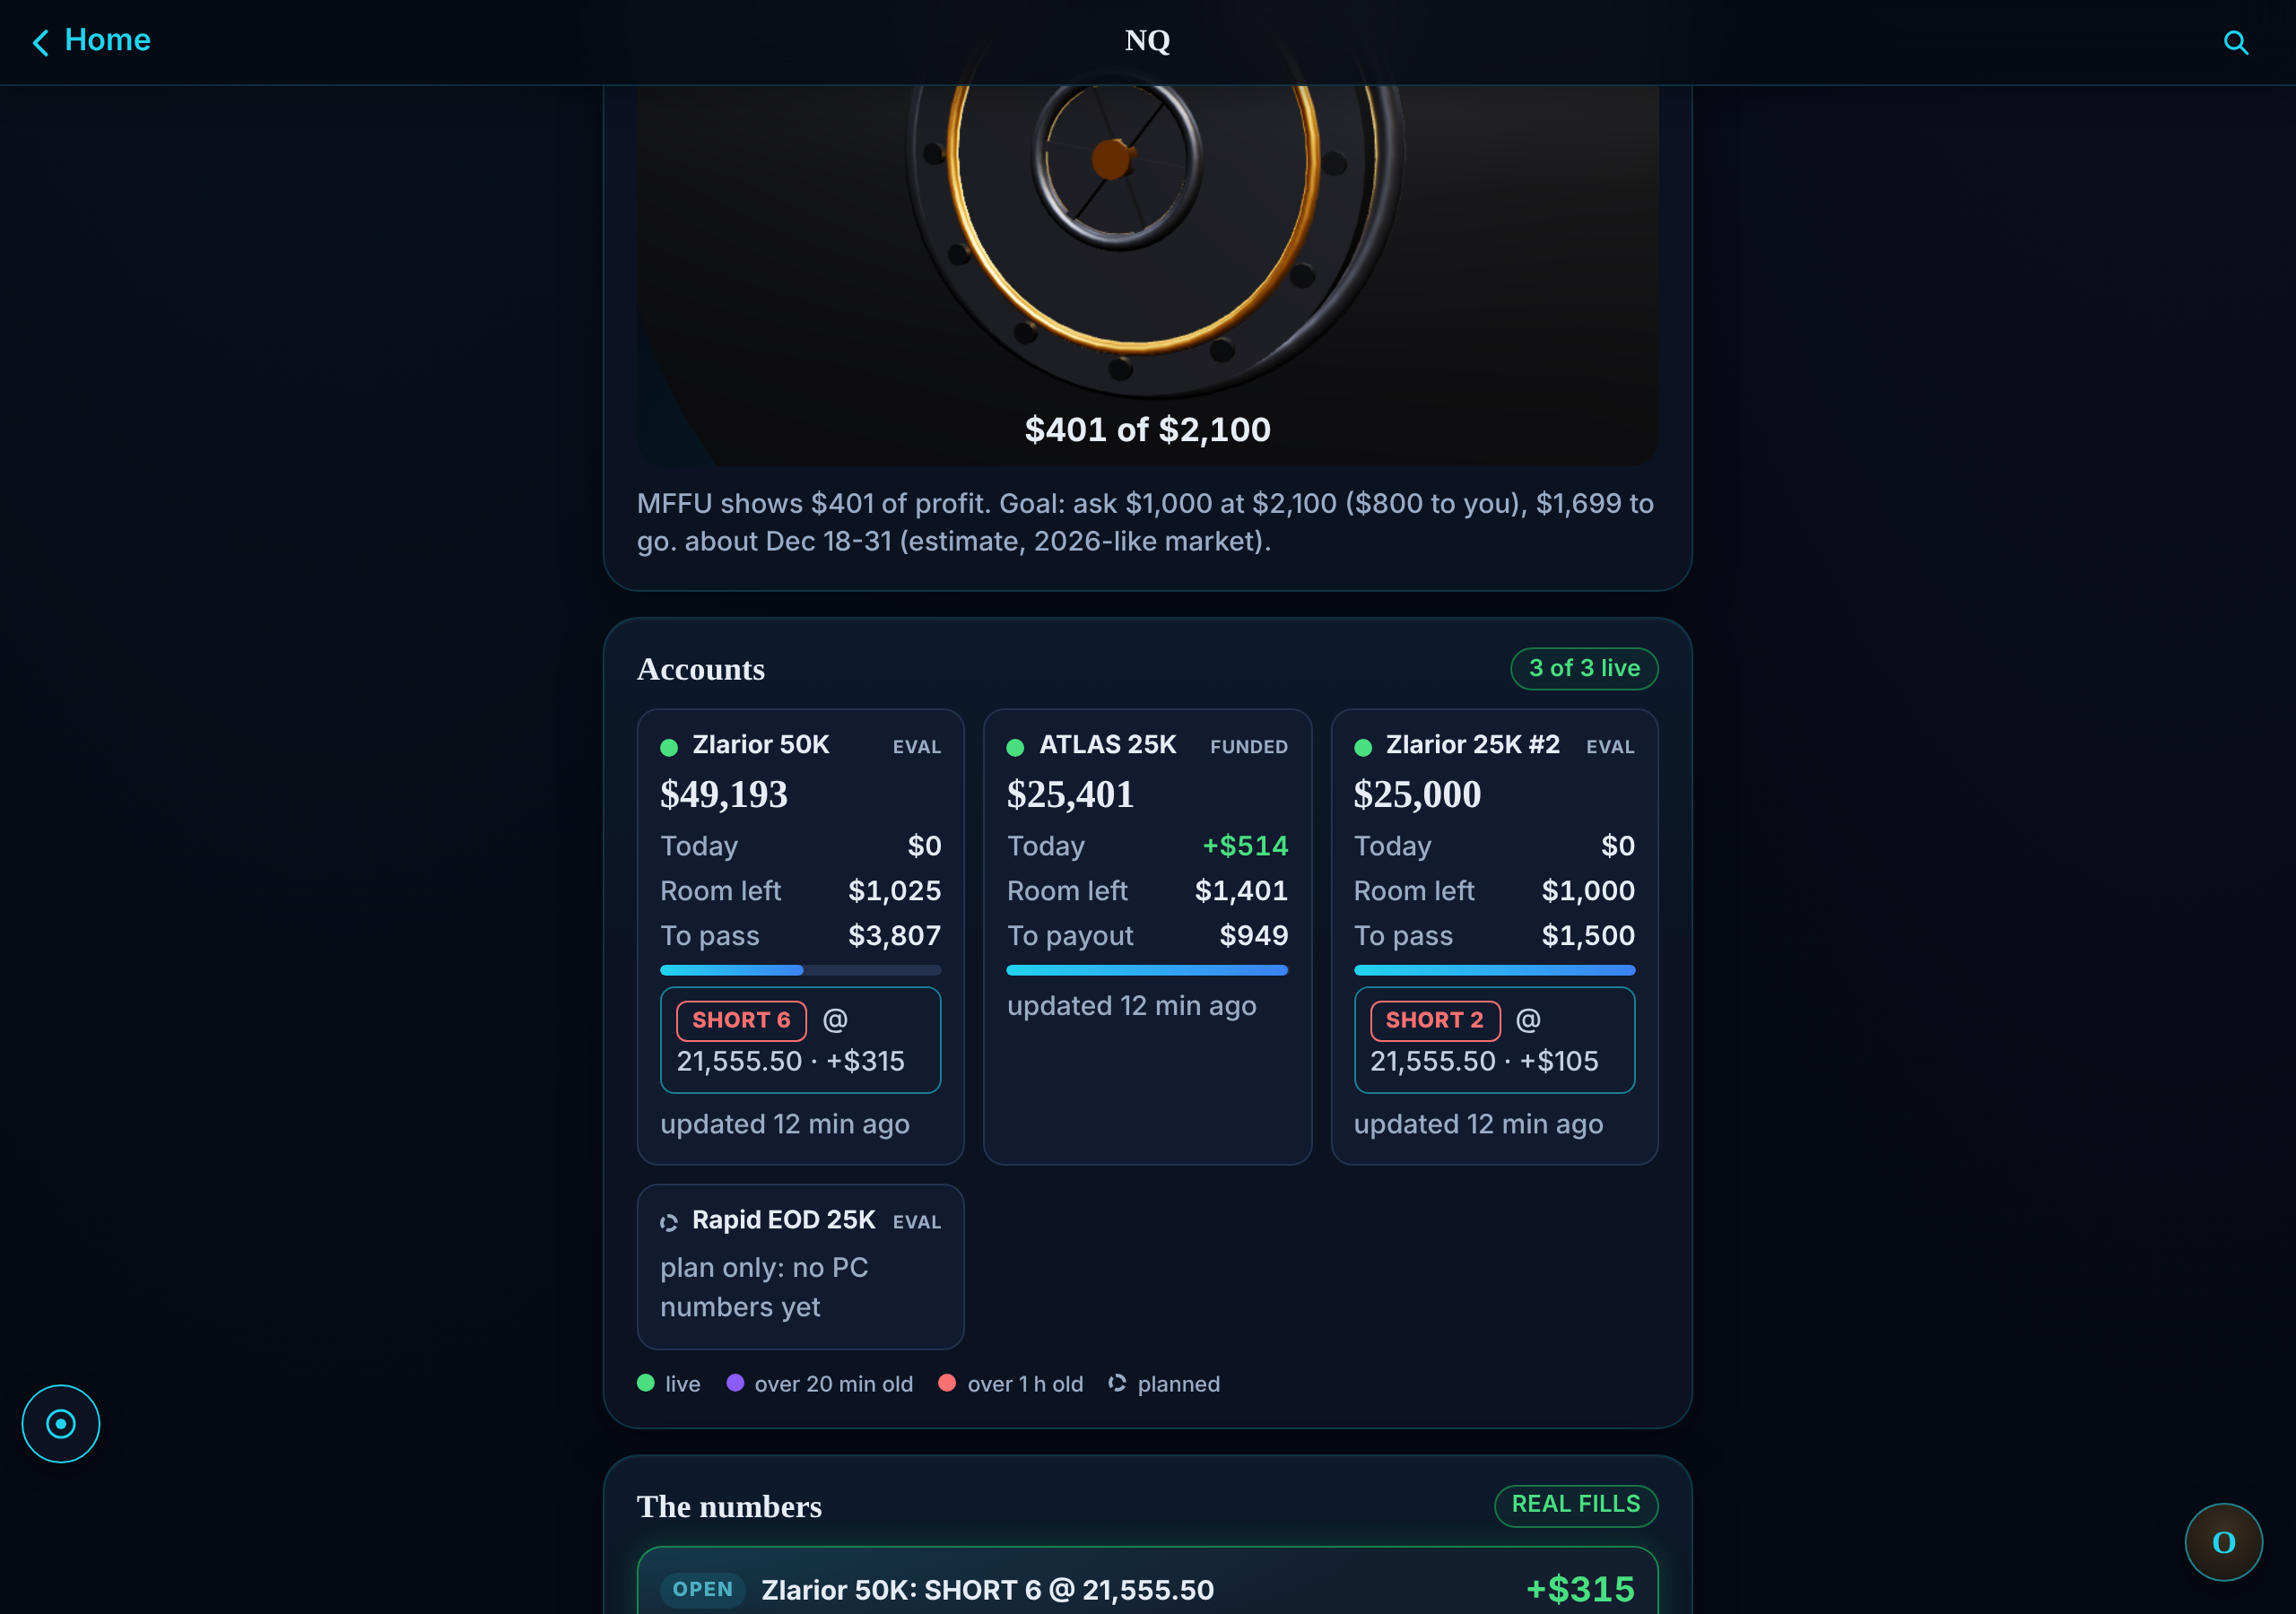 Home
NQ
$401 of $2,100
MFFU shows $401 of profit. Goal: ask $1,000 at $2,100 ($800 to you), $1,699 to
go. about Dec 18-31 (estimate, 2026-like market).
Accounts
3 of 3 live
Zlarior 50K EVAL
$49,193
Today $0
Room left $1,025
To pass $3,807
SHORT 6 @
21,555.50 · +$315
updated 12 min ago
ATLAS 25K FUNDED
$25,401
Today +$514
Room left $1,401
To payout $949
updated 12 min ago
Zlarior 25K #2 EVAL
$25,000
Today $0
Room left $1,000
To pass $1,500
SHORT 2 @
21,555.50 · +$105
updated 12 min ago
Rapid EOD 25K EVAL
plan only: no PC
numbers yet
live over 20 min old over 1 h old planned
The numbers
REAL FILLS
OPEN Zlarior 50K: SHORT 6 @ 21,555.50 +$315
O